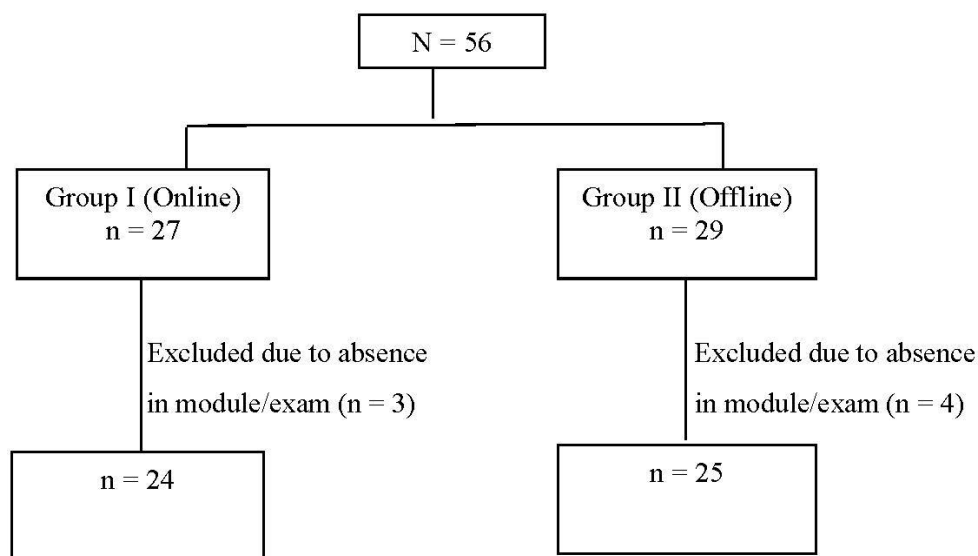 N = 56
Group I (Online)
n = 27
Group II (Offline)
n = 29
Excluded due to absence
in module/exam (n = 3)
Excluded due to absence
in module/exam (n = 4)
n = 24
n = 25